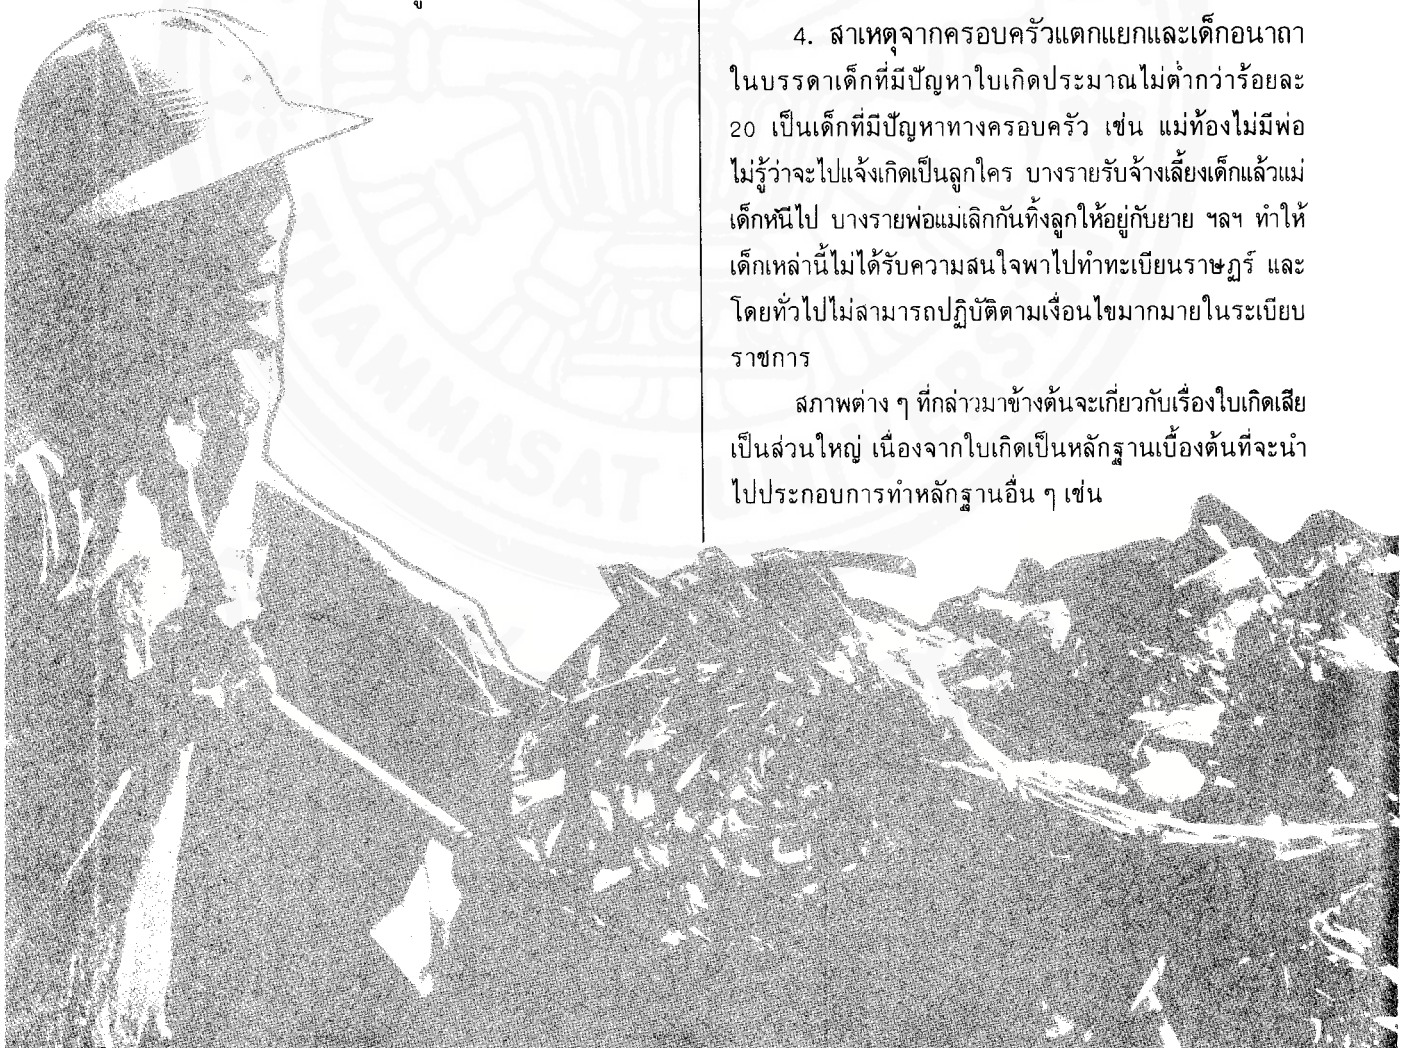 4. สาเหตุจากครอบครัวแตกแยกและเด็กอนาถา
ในบรรดาเด็กที่มีปัญหาใบเกิดประมาณไม่ต่ำกว่าร้อยละ
20 เป็นเด็กที่มีปัญหาทางครอบครัว เช่น แม่ท้องไม่มีพ่อ
ไม่รู้ว่าจะไปแจ้งเกิดเป็นลูกใคร บางรายรับจ้างเลี้ยงเด็กแล้วแม่
เด็กหนีไป บางรายพ่อแม่เลิกกันทิ้งลูกให้อยู่กับยาย ฯลฯ ทำให้
เด็กเหล่านี้ไม่ได้รับความสนใจพาไปทำทะเบียนราษฎร์ และ
โดยทั่วไปไม่สามารถปฏิบัติตามเงื่อนไขมากมายในระเบียบ
ราชการ
สภาพต่าง ๆ ที่กล่าวมาข้างต้นจะเกี่ยวกับเรื่องใบเกิดเสีย
เป็นส่วนใหญ่ เนื่องจากใบเกิดเป็นหลักฐานเบื้องต้นที่จะนำ
ไปประกอบการทำหลักฐานอื่น ๆ เช่น
THAMMASAT UNIVERSITY